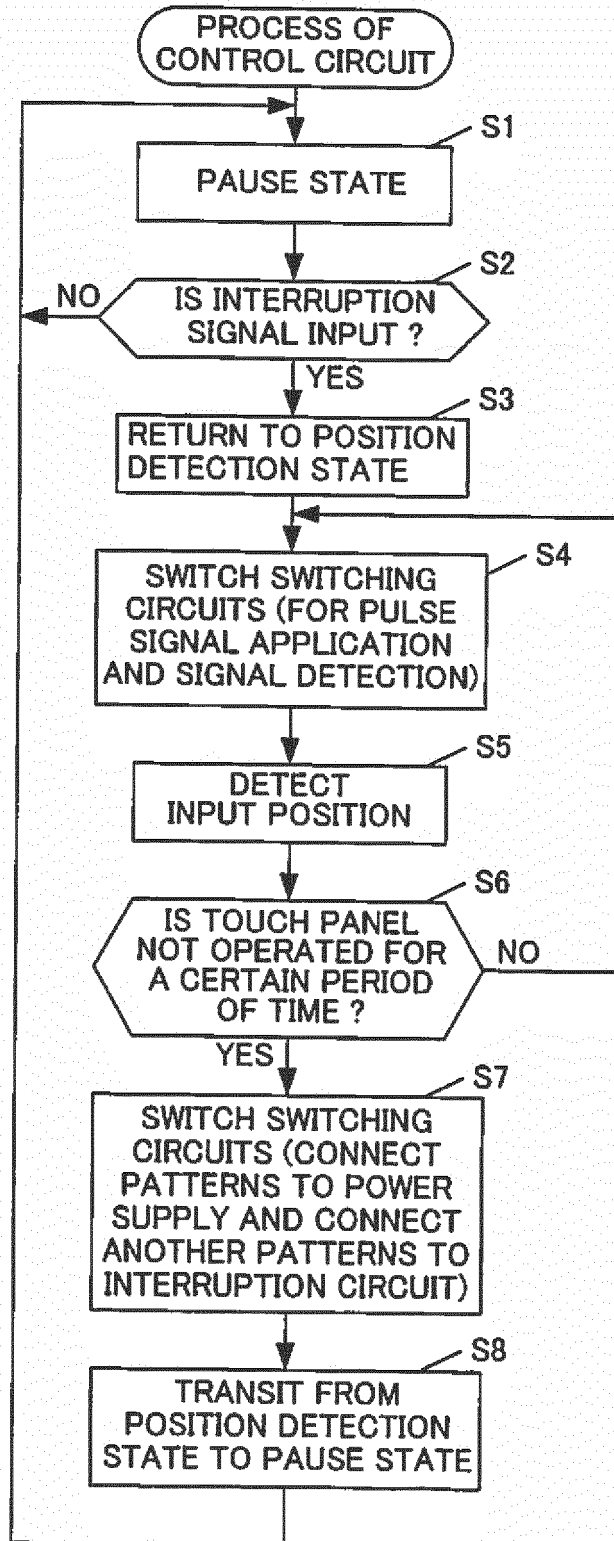 PROCESS OF
CONTROL CIRCUIT
S1
PAUSE STATE
S2
NO
IS INTERRUPTION
SIGNAL INPUT ?
YES
S3
RETURN TO POSITION
DETECTION STATE
S4
SWITCH SWITCHING
CIRCUITS (FOR PULSE
SIGNAL APPLICATION
AND SIGNAL DETECTION)
S5
DETECT
INPUT POSITION
S6
IS TOUCH PANEL
NOT OPERATED FOR
A CERTAIN PERIOD
OF TIME ?
NO
YES
S7
SWITCH SWITCHING
CIRCUITS (CONNECT
PATTERNS TO POWER
SUPPLY AND CONNECT
ANOTHER PATTERNS TO
INTERRUPTION CIRCUIT)
S8
TRANSIT FROM
POSITION DETECTION
STATE TO PAUSE STATE